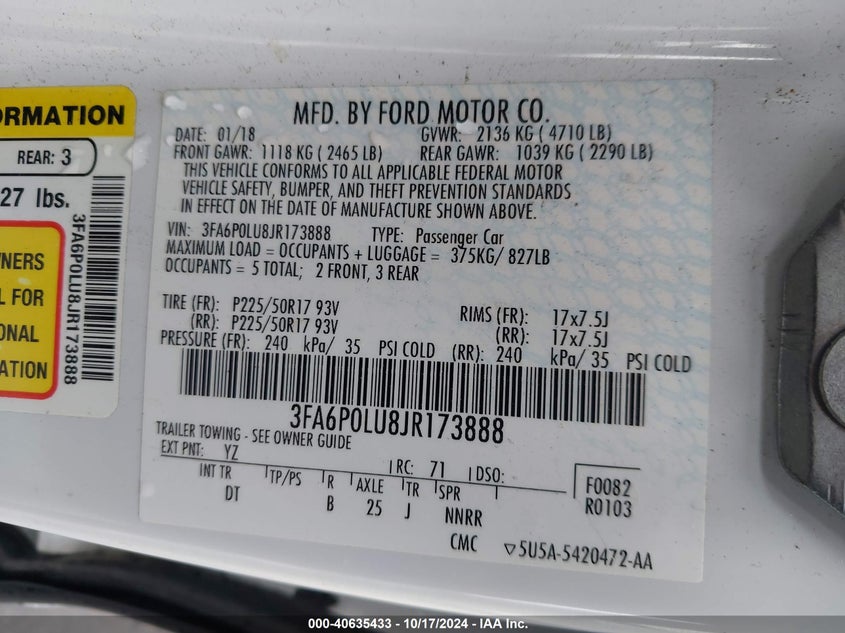 ORMATION
REAR: 3
27 lbs.
NERS
L FOR
ONAL
ATION
3FA6P0LU8JR173888
MFD. BY FORD MOTOR CO.
DATE: 01/18 GVWR: 2136 KG ( 4710 LB)
FRONT GAWR: 1118 KG ( 2465 LB) REAR GAWR: 1039 KG ( 2290 LB)
THIS VEHICLE CONFORMS TO ALL APPLICABLE FEDERAL MOTOR
VEHICLE SAFETY, BUMPER, AND THEFT PREVENTION STANDARDS
IN EFFECT ON THE DATE OF MANUFACTURE SHOWN ABOVE.
VIN: 3FA6P0LU8JR173888 TYPE: Passenger Car
MAXIMUM LOAD = OCCUPANTS + LUGGAGE = 375KG/ 827LB
OCCUPANTS = 5 TOTAL; 2 FRONT, 3 REAR
TIRE (FR): P225/50R17 93V RIMS (FR): 17x7.5J
(RR): P225/50R17 93V (RR): 17x7.5J
PRESSURE (FR): 240 kPa/ 35 PSI COLD (RR): 240 kPa/ 35 PSI COLD
3FA6P0LU8JR173888
TRAILER TOWING - SEE OWNER GUIDE
EXT PNT: YZ RC: 71 DSO:
INT TR TP/PS R AXLE TR SPR
DT B 25 J NNRR
F0082
R0103
CMC ▽5U5A-5420472-AA
000-40635433 - 10/17/2024 - IAA Inc.